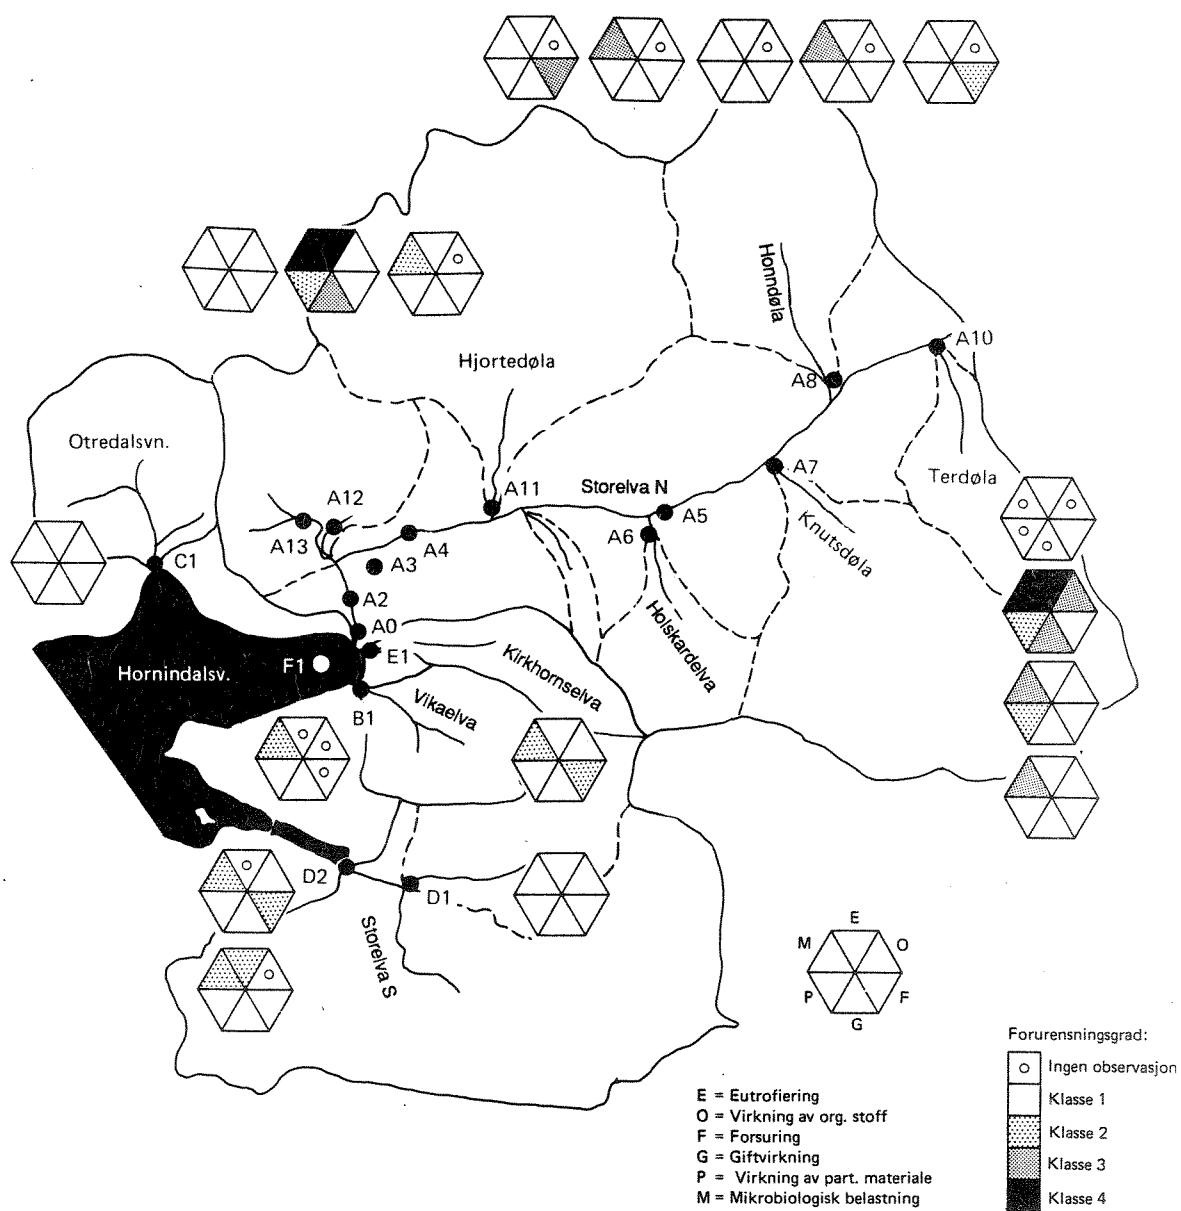 Honndøla
A10
Hjortedøla
A8
Otredalsvn.
A7
Terdøla
Storelva N
A11
A12
A5
Knutsdøla
A13
A4
A6
C1
A3
A2
Holskardelva
A0
E1
Kirkhornselva
F1
Hornindalsv.
B1
Vikaelva
D2
D1
Storelva S
E
M
O
P
F
G
Forurensningsgrad:
Ingen observasjon
Klasse 1
Klasse 2
Klasse 3
Klasse 4
E = Eutrofiering
O = Virkning av org. stoff
F = Forsuring
G = Giftvirkning
P = Virkning av part. materiale
M = Mikrobiologisk belastning